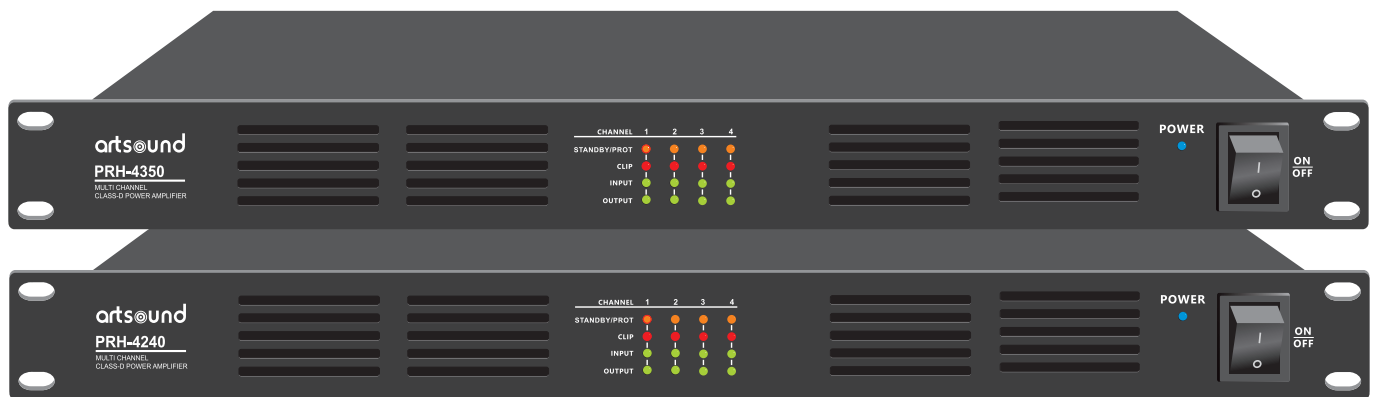 artsound
PRH-4350
MULTI CHANNEL
CLASS-D POWER AMPLIFIER
CHANNEL 1 2 3 4
STANDBY/PROT
CLIP
INPUT
OUTPUT
POWER
ON
OFF
artsound
PRH-4240
MULTI CHANNEL
CLASS-D POWER AMPLIFIER
CHANNEL 1 2 3 4
STANDBY/PROT
CLIP
INPUT
OUTPUT
POWER
ON
OFF